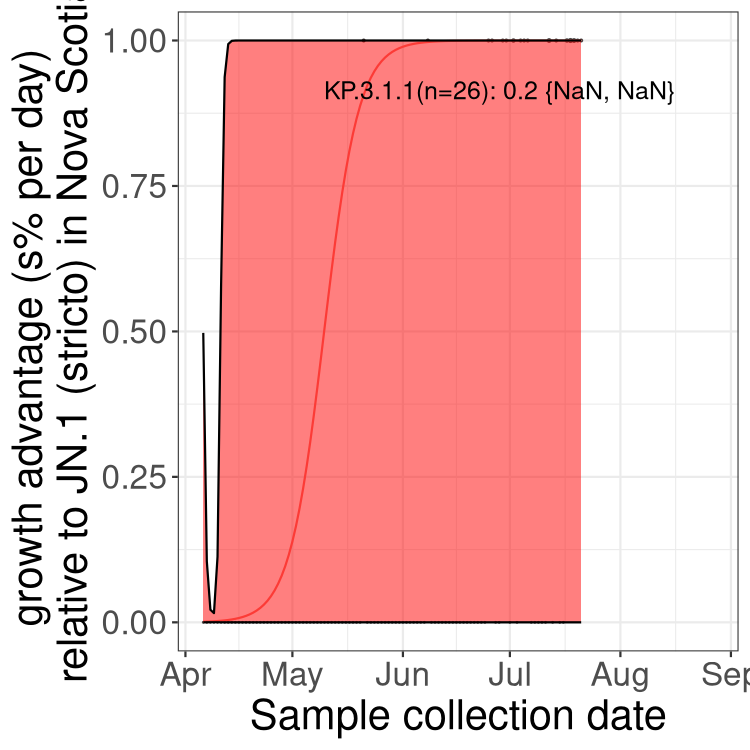 growth advantage (s% per day)
relative to JN.1 (stricto) in Nova Scotia
1.00
0.75
0.50
0.25
0.00
KP.3.1.1(n=26): 0.2 {NaN, NaN}
Apr May Jun Jul Aug Sep
Sample collection date